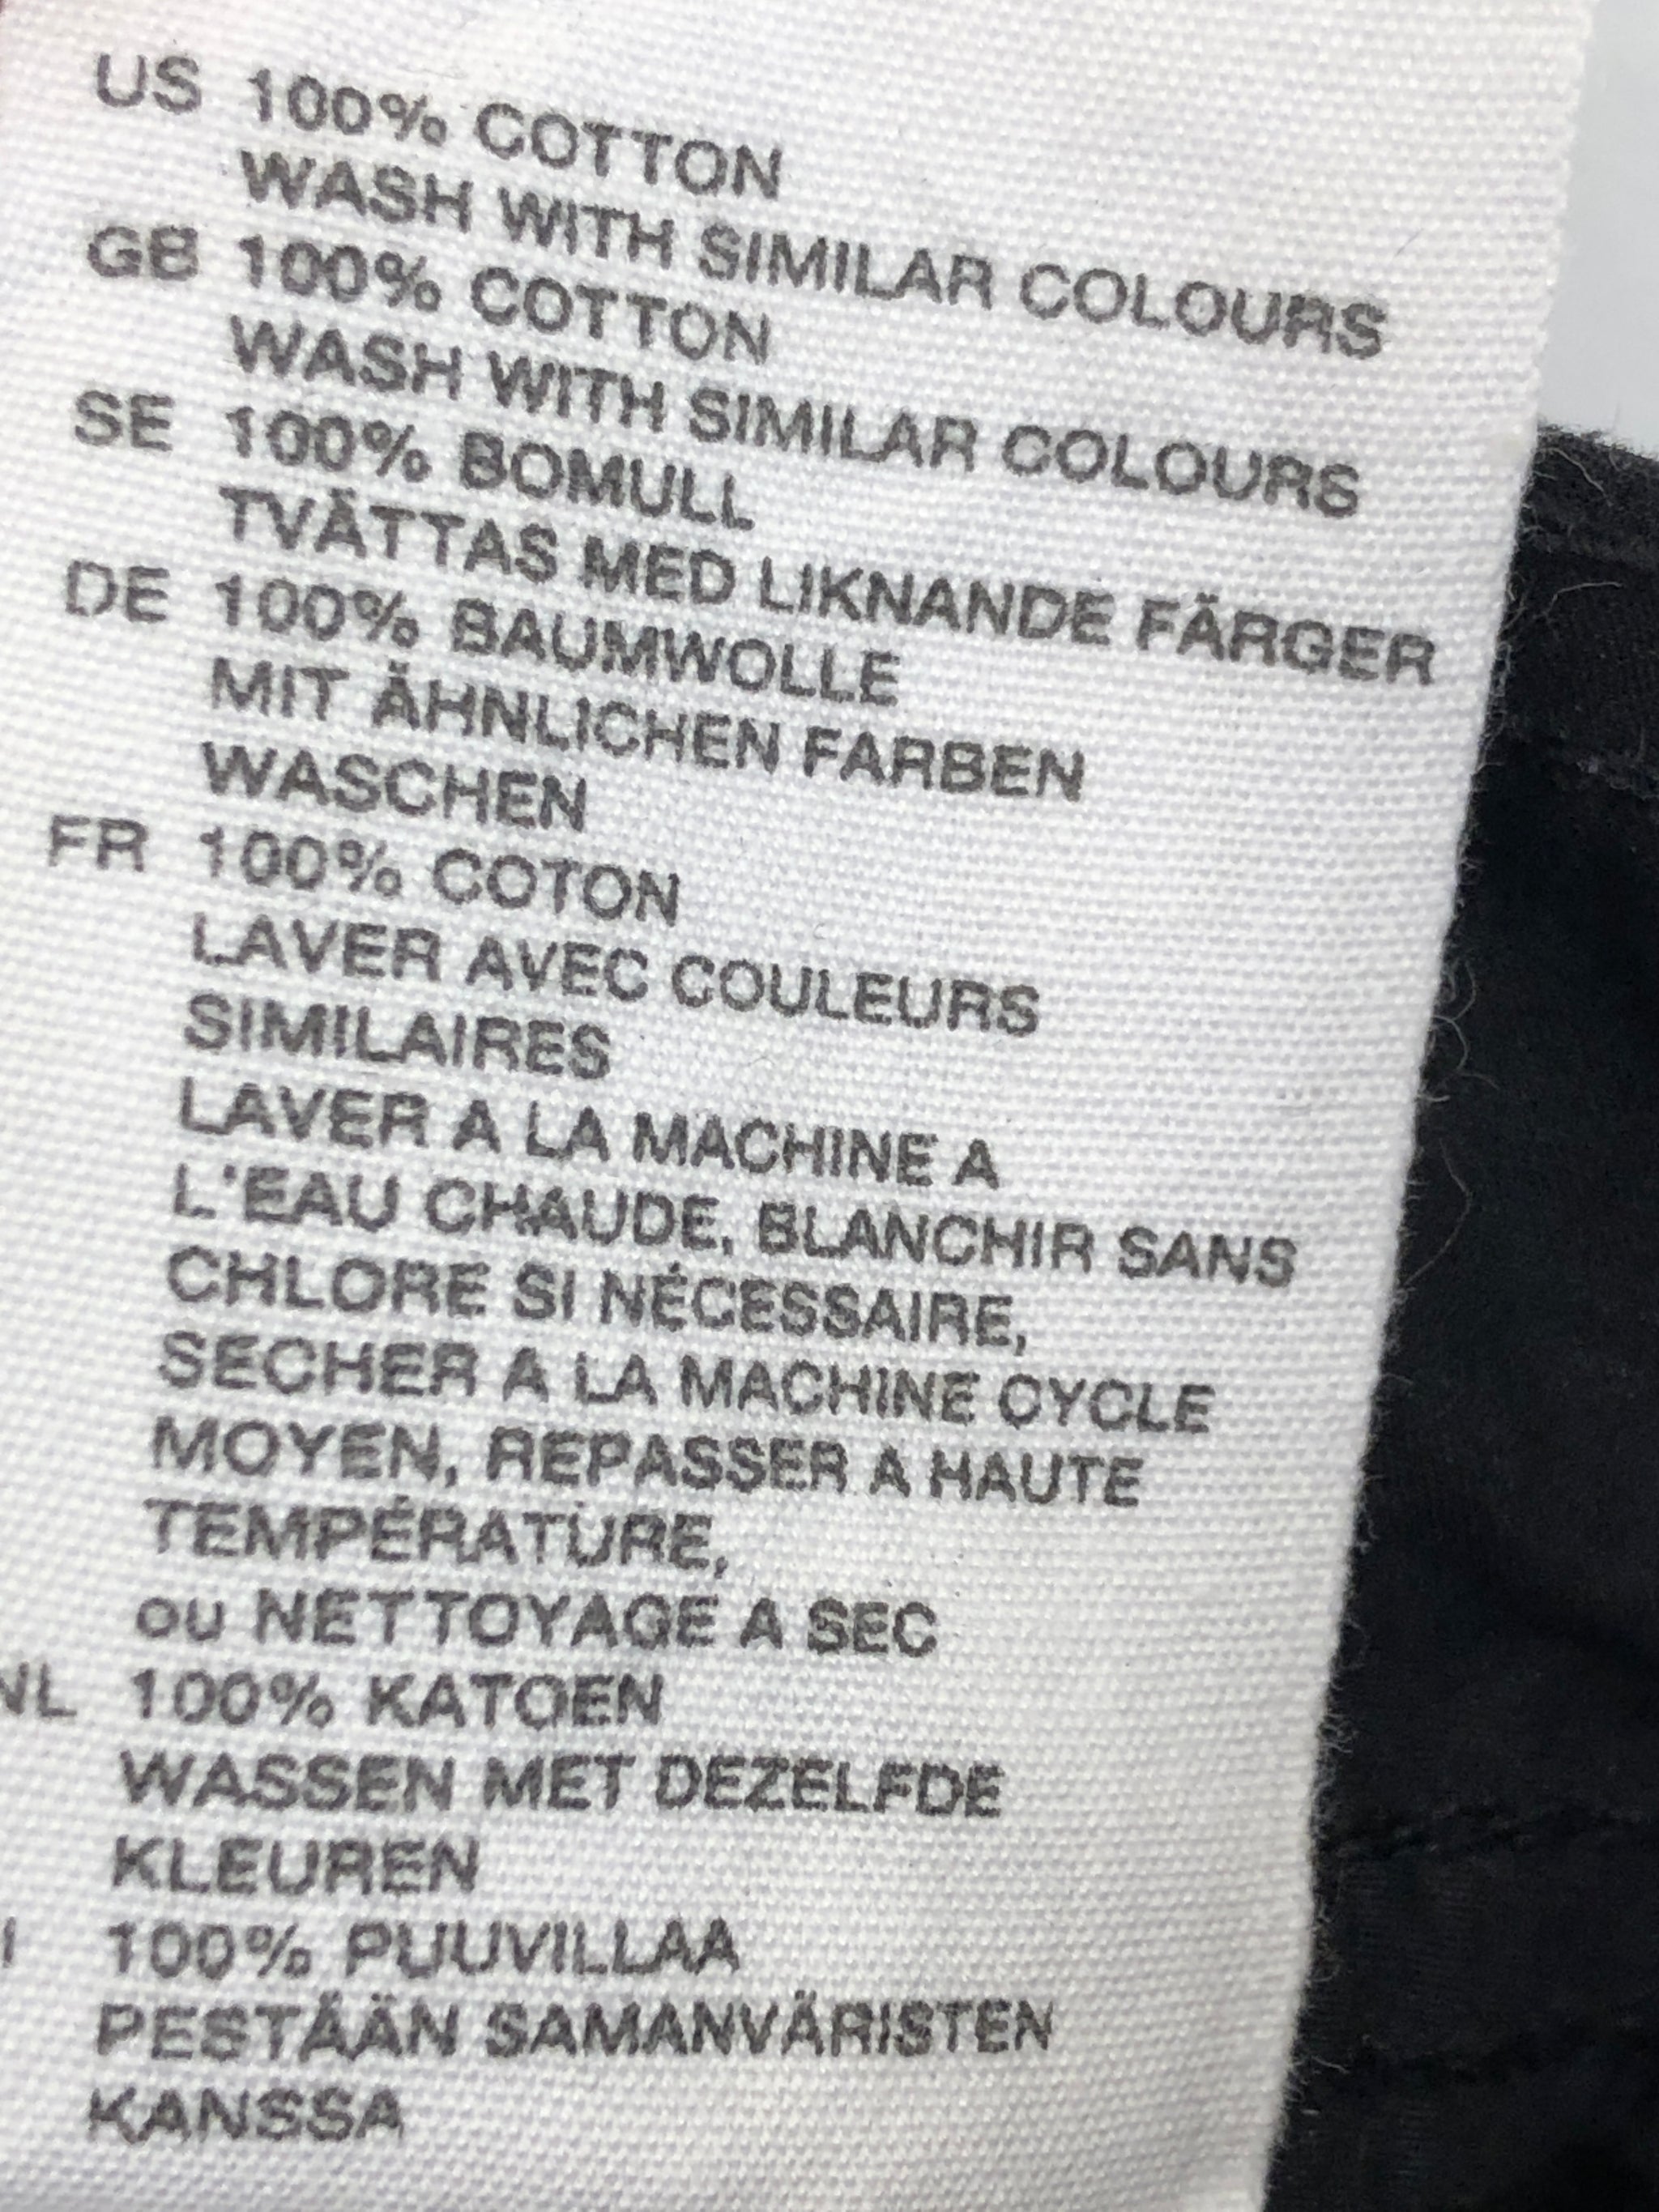 US 100% COTTON
WASH WITH SIMILAR COLOURS
GB 100% COTTON
WASH WITH SIMILAR COLOURS
SE 100% BOMULL
TVÄTTAS MED LIKNANDE FÄRGER
DE 100% BAUMWOLLE
MIT ÄHNLICHEN FARBEN
WASCHEN
FR 100% COTON
LAVER AVEC COULEURS
SIMILAIRES
LAVER A LA MACHINE A
L'EAU CHAUDE, BLANCHIR SANS
CHLORE SI NÉCESSAIRE,
SECHER A LA MACHINE CYCLE
MOYEN, REPASSER A HAUTE
TEMPÉRATURE,
ou NETTOYAGE A SEC
NL 100% KATOEN
WASSEN MET DEZELFDE
KLEUREN
I 100% PUUVILLAA
PESTÄÄN SAMANVÄRISTEN
KANSSA